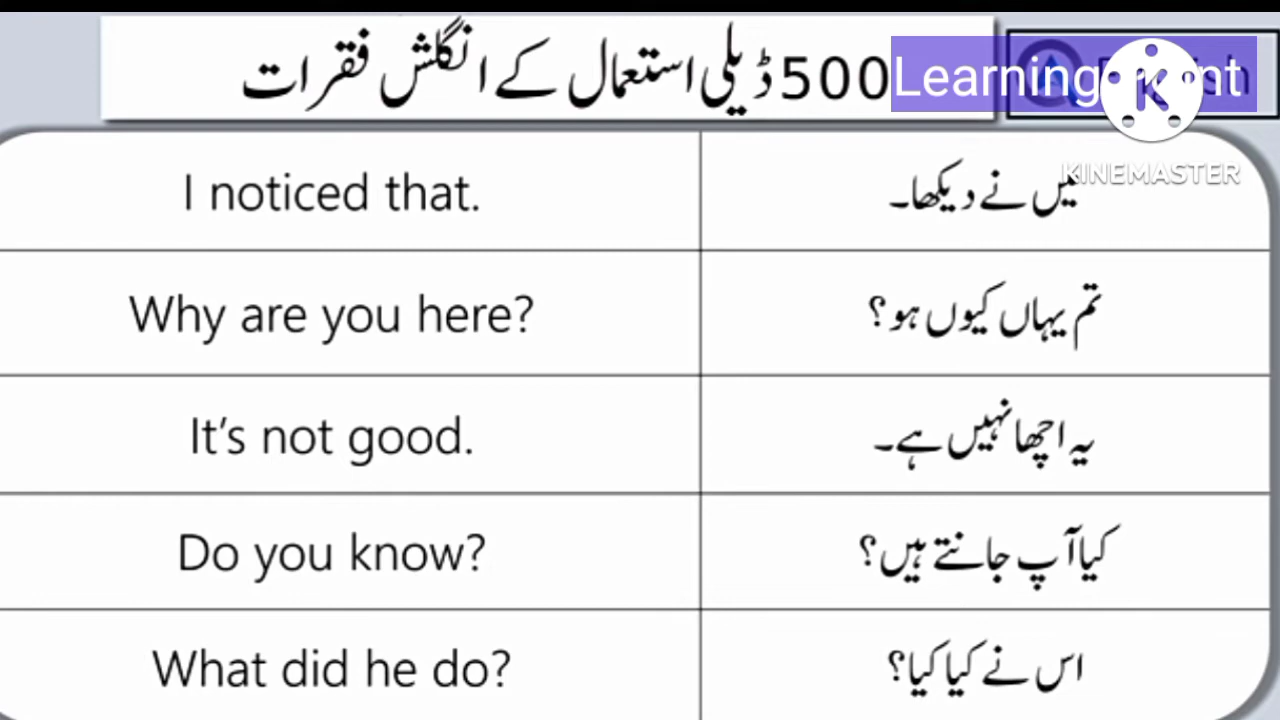 500 ڈیلی استعمال کے انگلش فقرات
Learning
KINEMASTER
I noticed that.
میں نے دیکھا۔
Why are you here?
تم یہاں کیوں ہو؟
It's not good.
یہ اچھا نہیں ہے۔
Do you know?
کیا آپ جانتے ہیں؟
What did he do?
اس نے کیا کیا؟